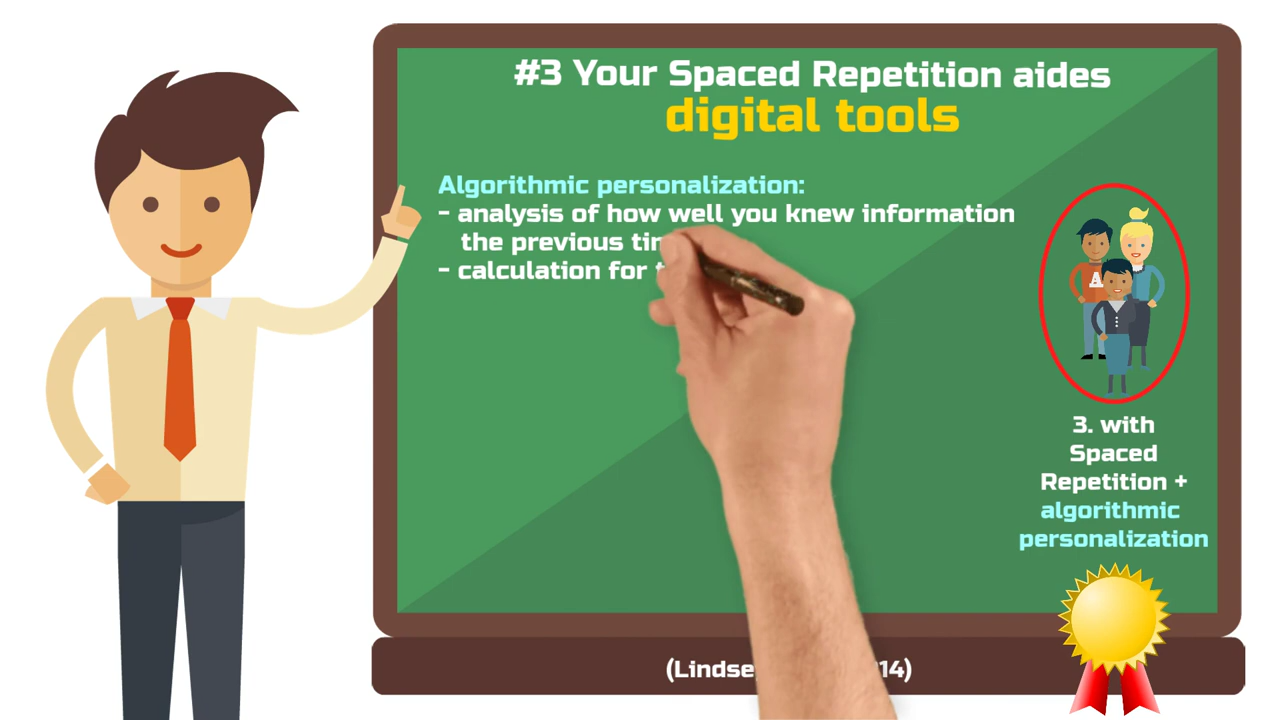 #3 Your Spaced Repetition aides
digital tools
Algorithmic personalization:
- analysis of how well you knew information
the previous
- calculation for
A
3. with
Spaced
Repetition +
algorithmic
personalization